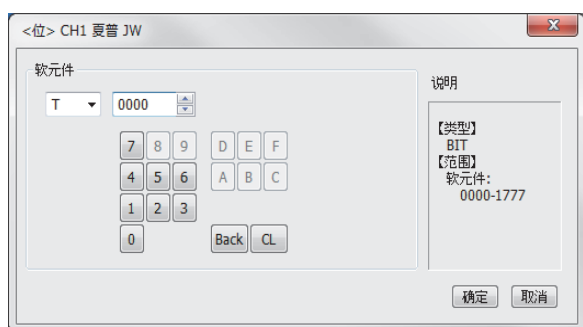 <位> CH1 夏普 JW
软元件
T 0000
7 8 9 D E F
4 5 6 A B C
1 2 3
0 Back CL
说明
【类型】
BIT
【范围】
软元件:
0000-1777
确定 取消